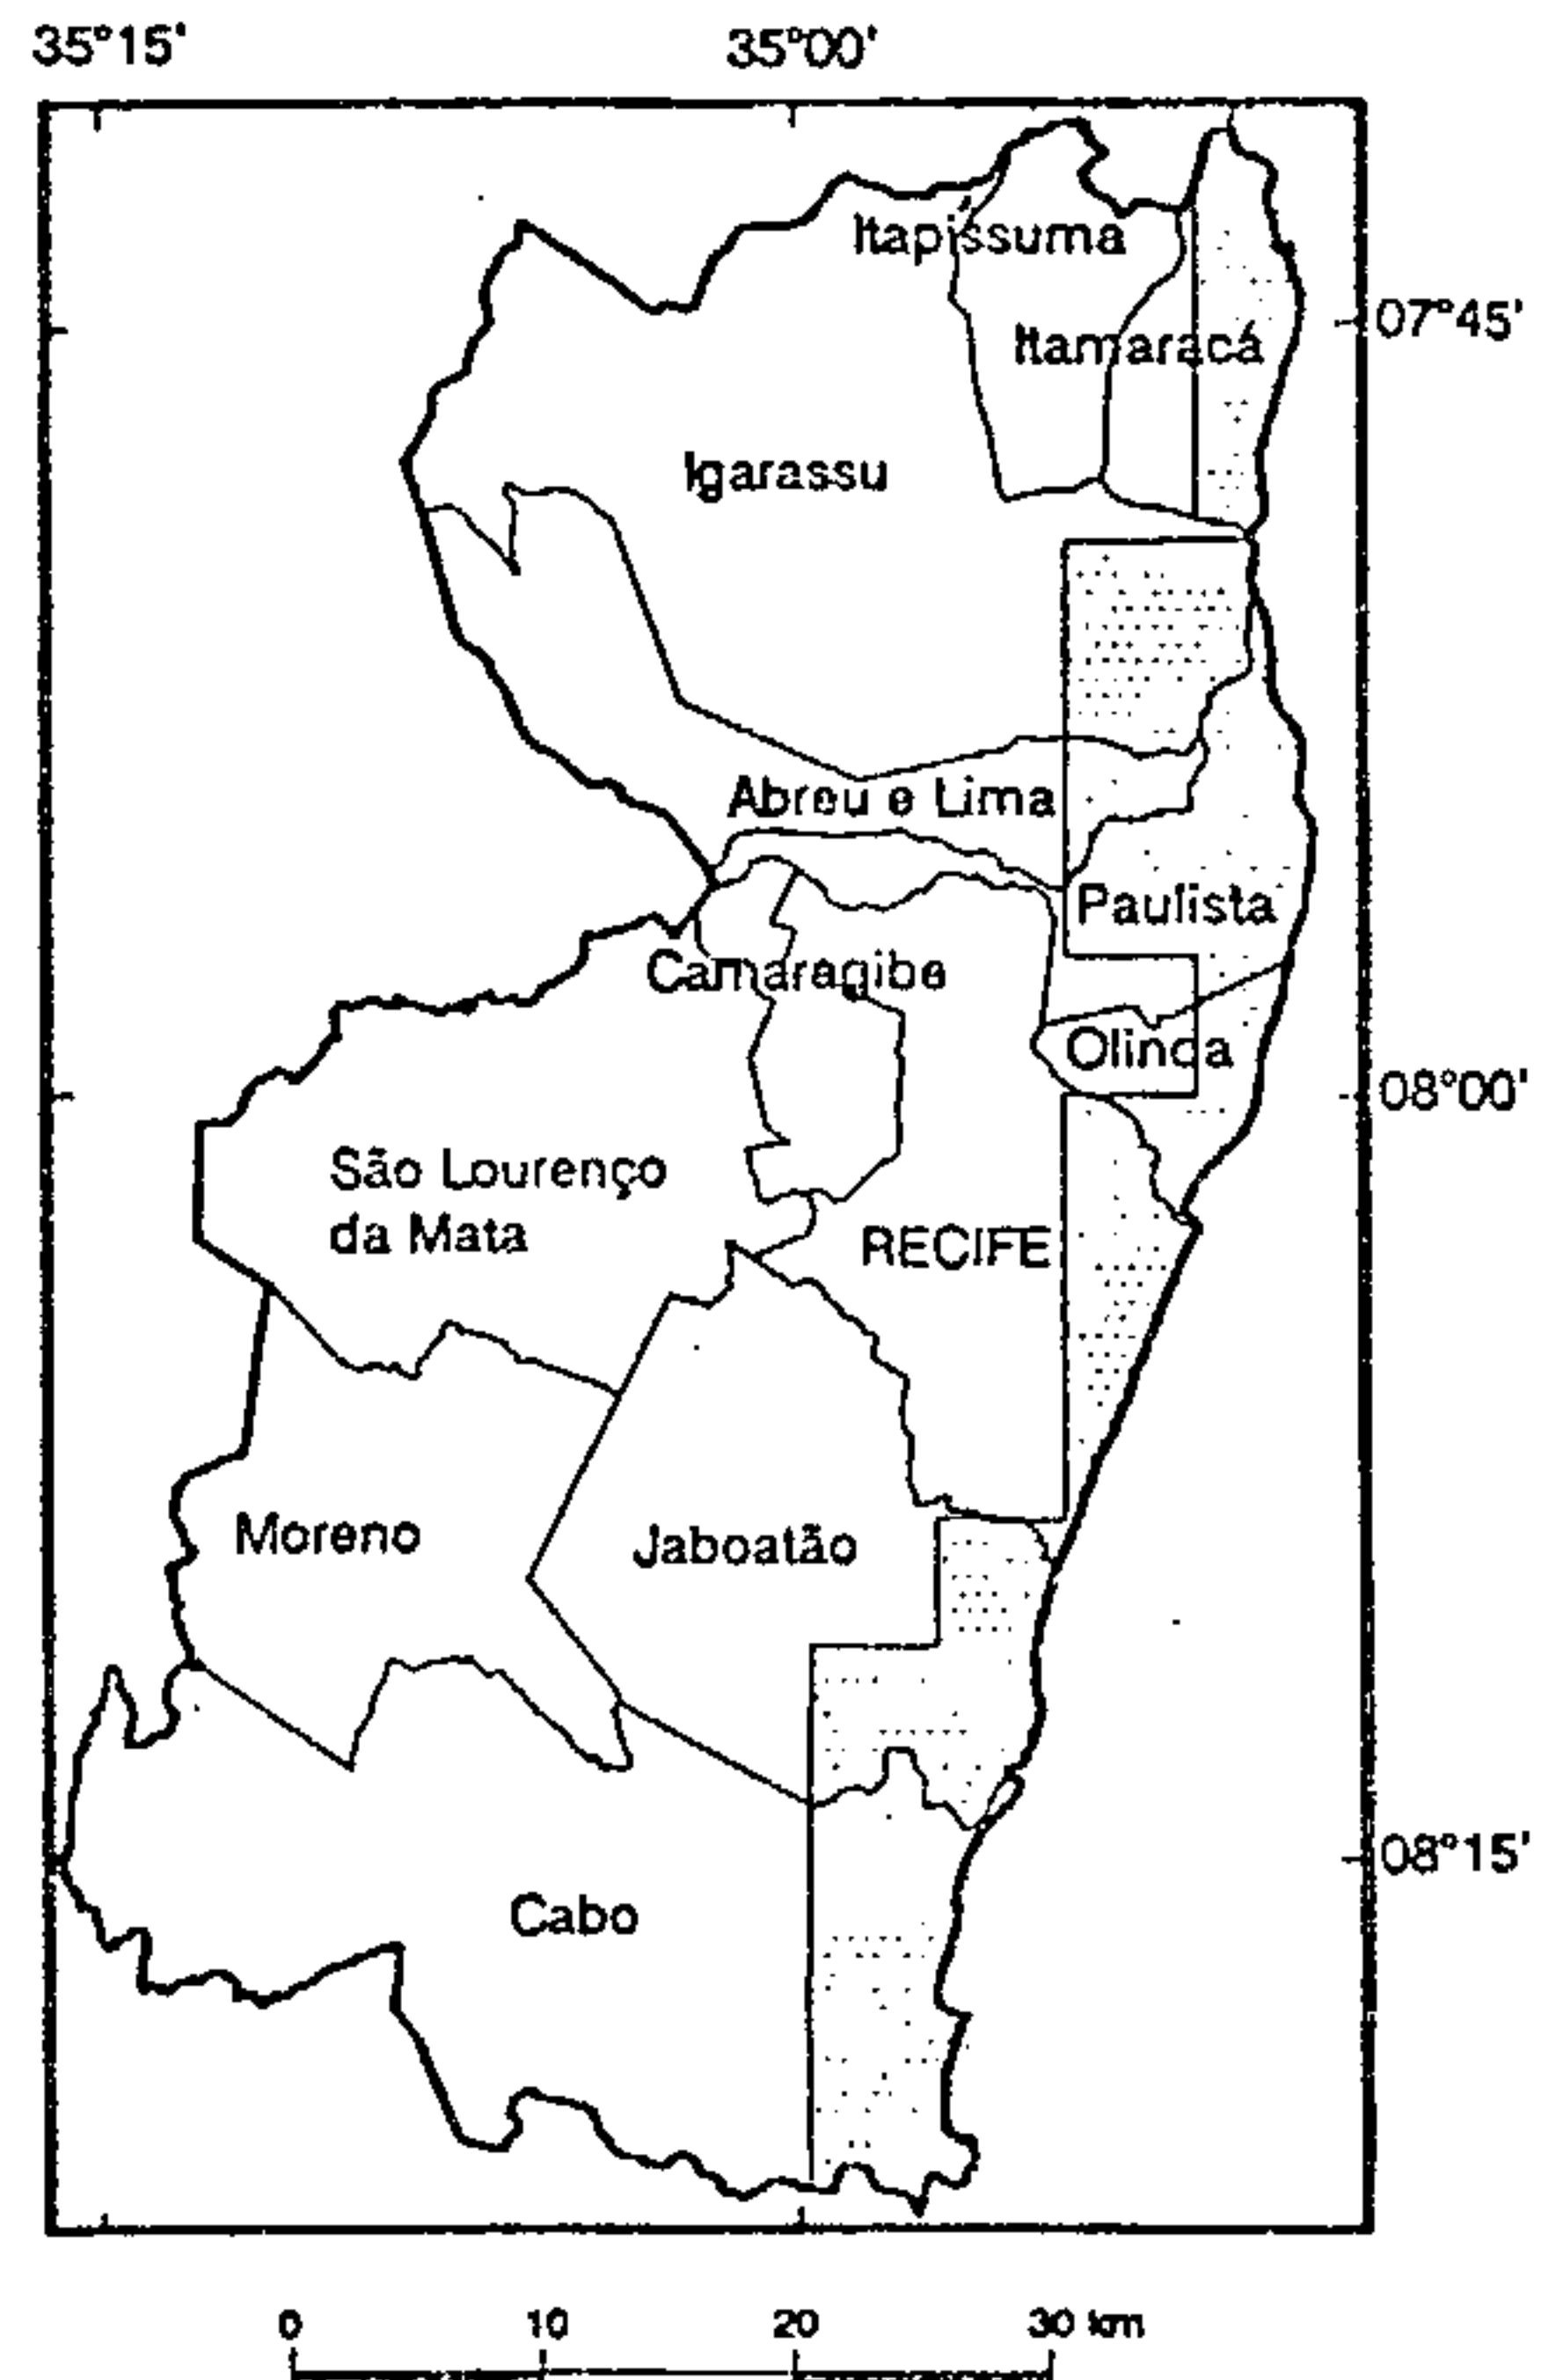 35°15' 35°00'
Itapissuma
07°45'
Itamaracá
Igarassu
Abreu e Lima
Paulista
Camaragibe
Olinda
08°00'
São Lourenço
da Mata
RECIFE
Moreno
Jaboatão
08°15'
Cabo
0 10 20 30 km